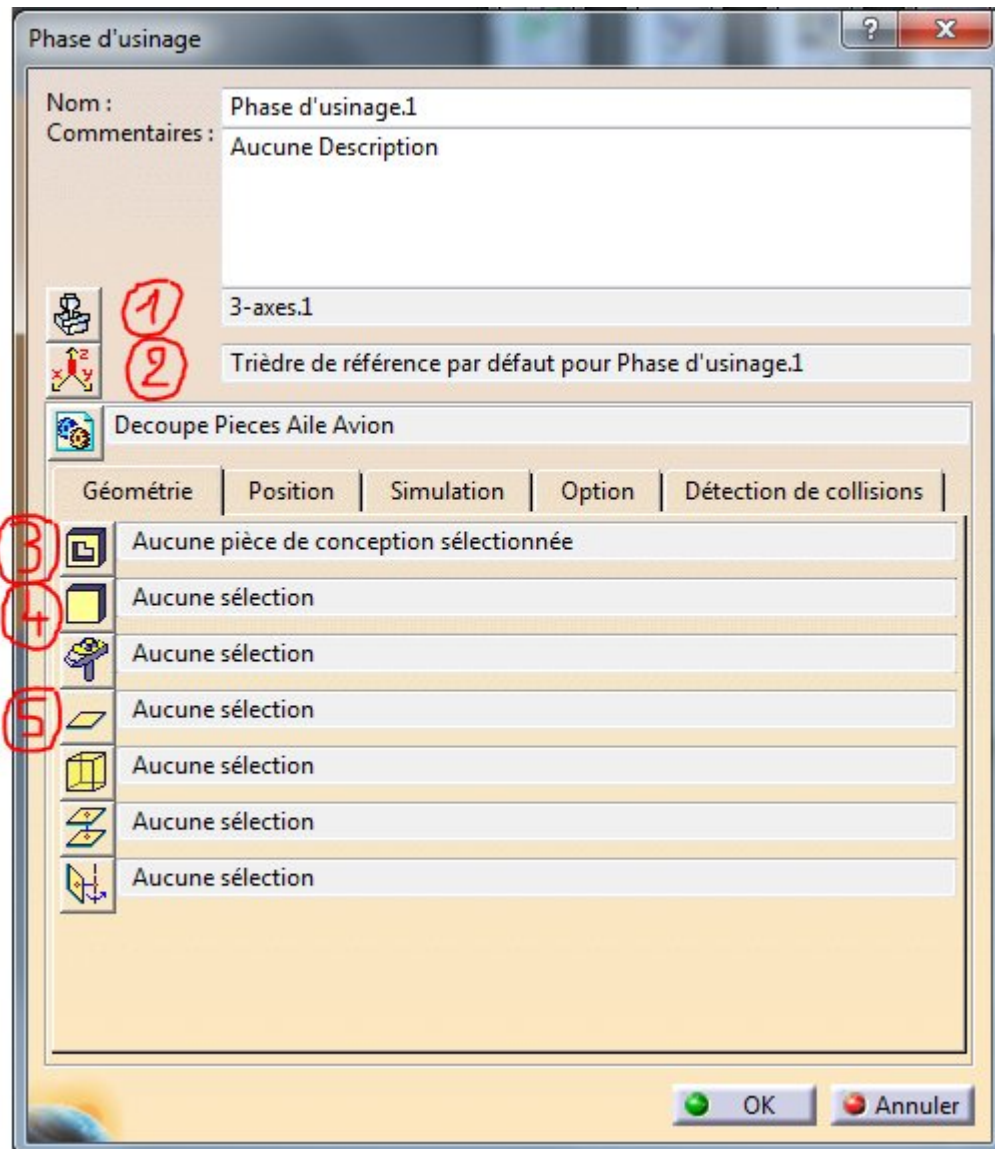 Phase d'usinage
?
X
Nom :
Phase d'usinage.1
Commentaires :
Aucune Description
1
3-axes.1
z
x
y
2
Trièdre de référence par défaut pour Phase d'usinage.1
Decoupe Pieces Aile Avion
Géométrie Position Simulation Option Détection de collisions
3
Aucune pièce de conception sélectionnée
4
Aucune sélection
Aucune sélection
5
Aucune sélection
Aucune sélection
Aucune sélection
Aucune sélection
OK Annuler